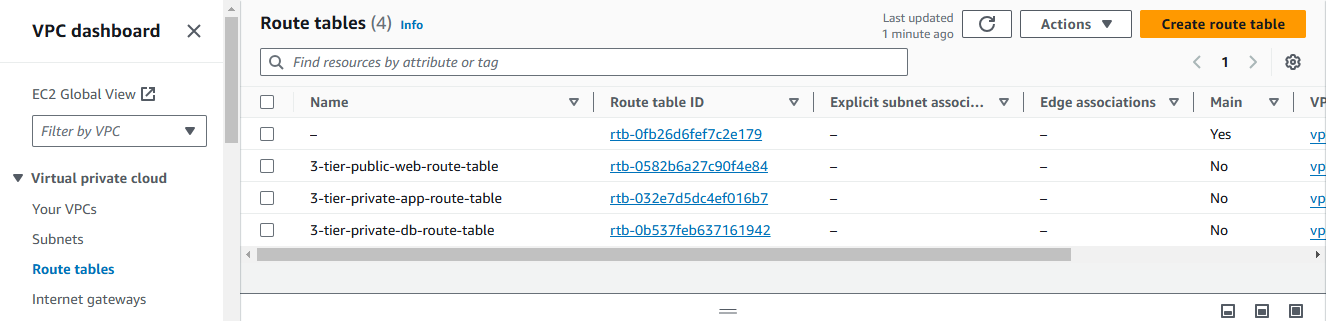 VPC dashboard
EC2 Global View
Filter by VPC
Virtual private cloud
Your VPCs
Subnets
Route tables
Internet gateways
Route tables (4) Info
Last updated
1 minute ago
Actions
Create route table
Find resources by attribute or tag
1
Name Route table ID Explicit subnet associ... Edge associations Main VP
– rtb-0fb26d6fef7c2e179 – – Yes vp
3-tier-public-web-route-table rtb-0582b6a27c90f4e84 – – No vp
3-tier-private-app-route-table rtb-032e7d5dc4ef016b7 – – No vp
3-tier-private-db-route-table rtb-0b537feb637161942 – – No vp